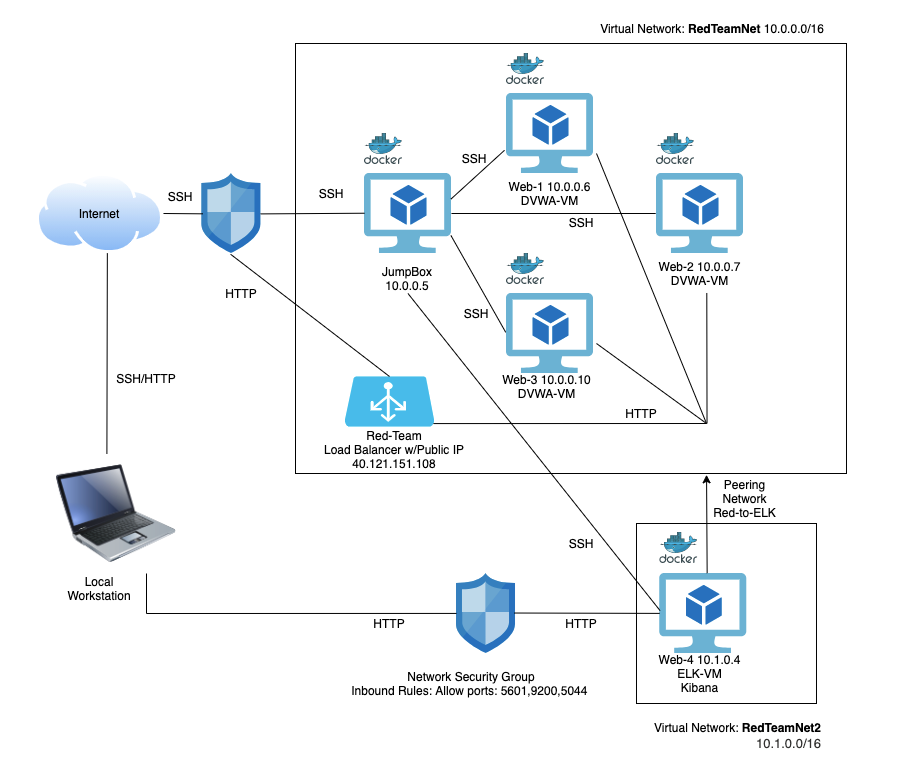 Virtual Network: RedTeamNet 10.0.0.0/16
docker
Web-1 10.0.0.6
DVWA-VM
docker
docker
SSH
SSH
SSH
Internet
SSH
Web-2 10.0.0.7
DVWA-VM
JumpBox
10.0.0.5
docker
HTTP
SSH
Web-3 10.0.0.10
DVWA-VM
SSH/HTTP
HTTP
Red-Team
Load Balancer w/Public IP
40.121.151.108
Peering
Network
Red-to-ELK
SSH
docker
Local
Workstation
HTTP
HTTP
Web-4 10.1.0.4
ELK-VM
Kibana
Network Security Group
Inbound Rules: Allow ports: 5601,9200,5044
Virtual Network: RedTeamNet2
10.1.0.0/16